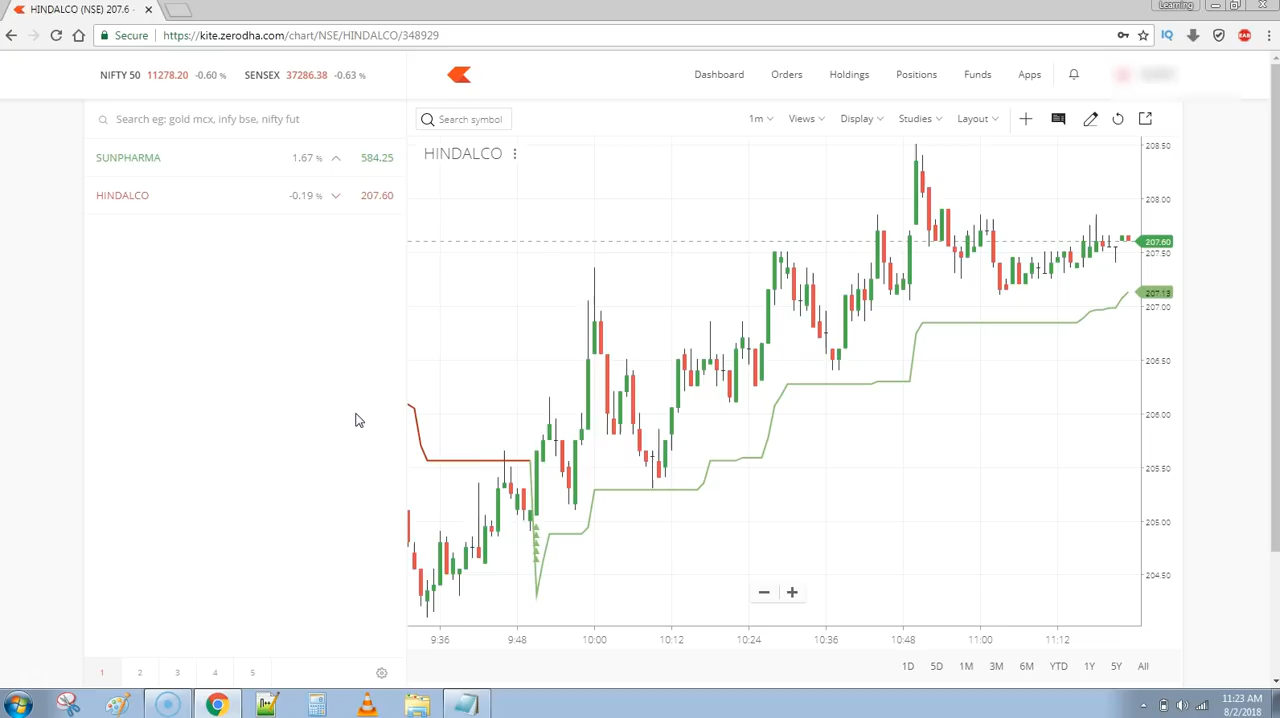 HINDALCO (NSE) 207.6
Learning
Secure https://kite.zerodha.com/chart/NSE/HINDALCO/348929
NIFTY 50 11278.20 -0.60 % SENSEX 37286.38 -0.63 %
Dashboard Orders Holdings Positions Funds Apps
Search eg: gold mcx, infy bse, nifty fut
SUNPHARMA 1.67 % 584.25
HINDALCO -0.19 % 207.60
Search symbol 1m Views Display Studies Layout
HINDALCO
208.50
208.00
207.60
207.50
207.13
207.00
206.50
206.00
205.50
205.00
204.50
9:36 9:48 10:00 10:12 10:24 10:36 10:48 11:00 11:12
1D 5D 1M 3M 6M YTD 1Y 5Y All
1 2 3 4 5
11:23 AM
8/2/2018